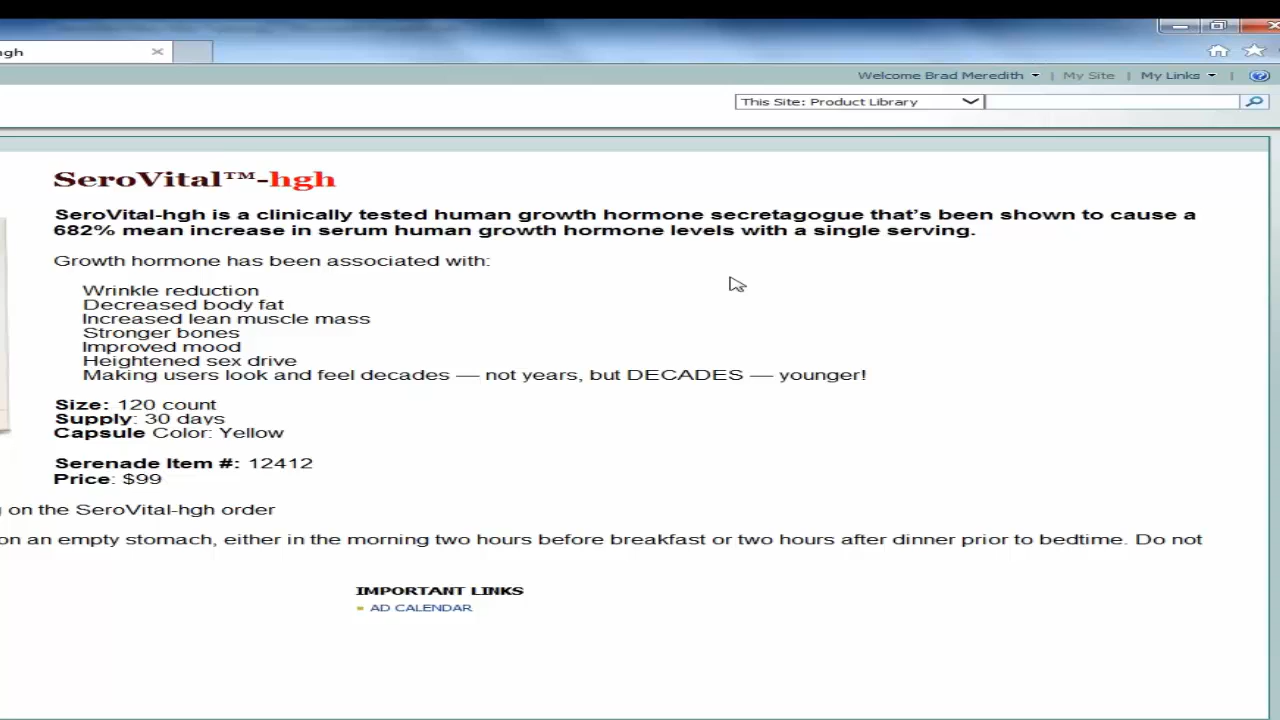 Welcome Brad Meredith | My Site | My Links |
This Site: Product Library
SeroVital™-hgh
SeroVital-hgh is a clinically tested human growth hormone secretagogue that's been shown to cause a
682% mean increase in serum human growth hormone levels with a single serving.
Growth hormone has been associated with:
Wrinkle reduction
Decreased body fat
Increased lean muscle mass
Stronger bones
Improved mood
Heightened sex drive
Making users look and feel decades — not years, but DECADES — younger!
Size: 120 count
Supply: 30 days
Capsule Color: Yellow
Serenade Item #: 12412
Price: $99
on the SeroVital-hgh order
on an empty stomach, either in the morning two hours before breakfast or two hours after dinner prior to bedtime. Do not
IMPORTANT LINKS
AD CALENDAR